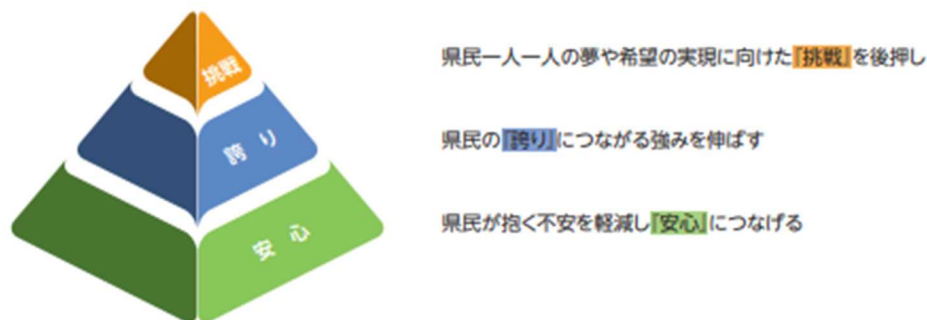 挑戦
県民一人一人の夢や希望の実現に向けた『挑戦』を後押し
誇り
県民の『誇り』につながる強みを伸ばす
安心
県民が抱く不安を軽減し『安心』につなげる